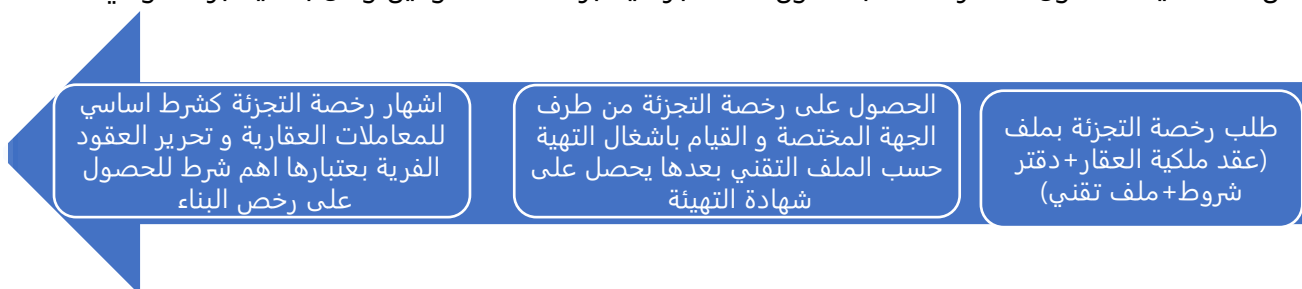 طلب رخصة التجزئة بملف
(عقد ملكية العقار+دقتر
شروط+ملف تقني)
الحصول على رخصة التجزئة من طرف
الجهة المختصة و القيام باشغال التهية
حسب الملف التقني بعدها يحصل على
شهادة التهيئة
اشهار رخصة التجزئة كشرط اساسي
للمعاملات العقارية و تحرير العقود
الفرية بعتبارها اهم شرط للحصول
على رخص البناء